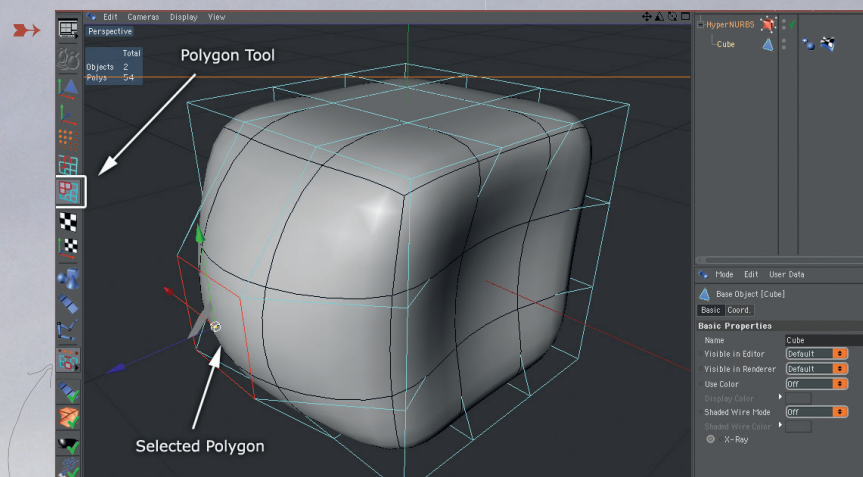 Edit Cameras Display View
Perspective
Total
Objects 2
Polys 54
Polygon Tool
Selected Polygon
HyperNURBS
Cube
Mode Edit User Data
Base Object [Cube]
Basic Coord.
Basic Properties
Name Cube
Visible in Editor Default
Visible in Renderer Default
Use Color Off
Display Color
Shaded Wire Mode Off
Shaded Wire Color
X-Ray